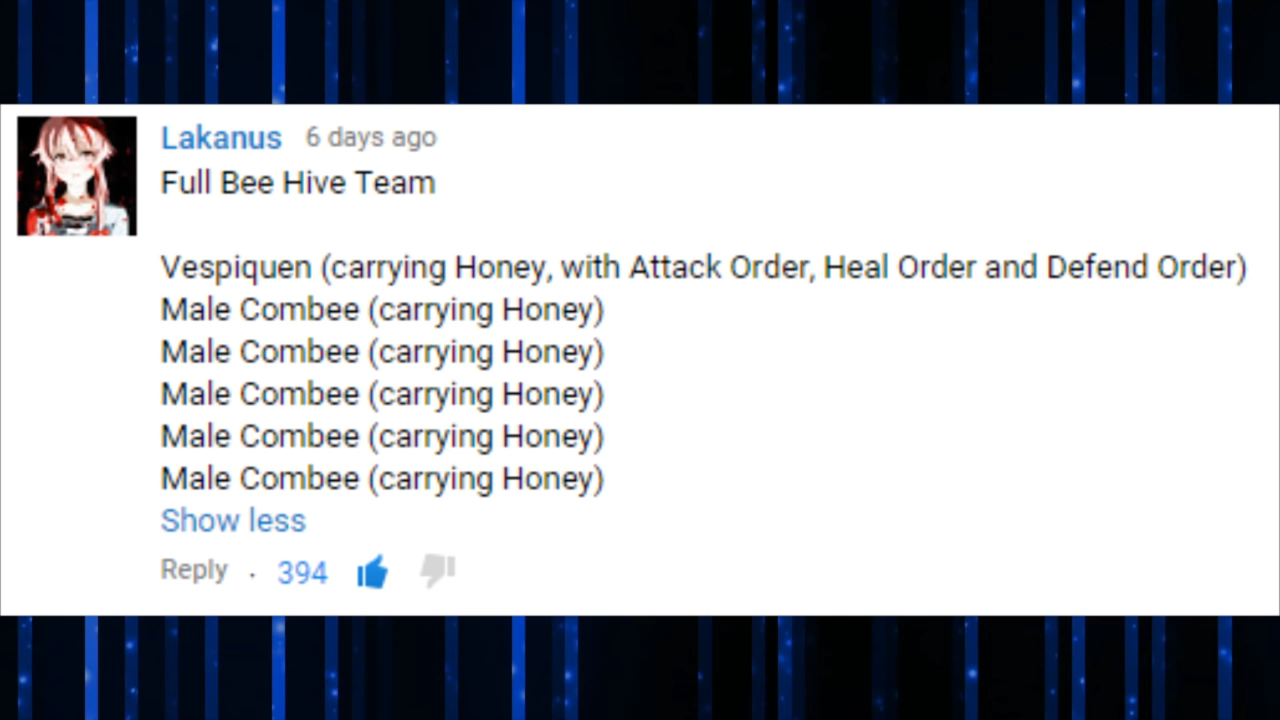 Lakanus 6 days ago
Full Bee Hive Team
Vespiquen (carrying Honey, with Attack Order, Heal Order and Defend Order)
Male Combee (carrying Honey)
Male Combee (carrying Honey)
Male Combee (carrying Honey)
Male Combee (carrying Honey)
Male Combee (carrying Honey)
Show less
Reply · 394